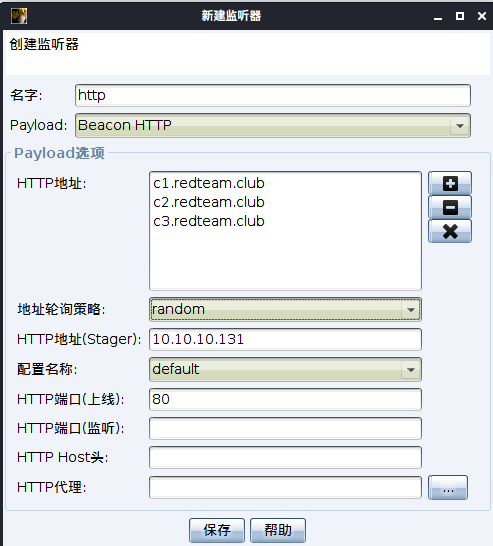 新建监听器
创建监听器
名字: http
Payload: Beacon HTTP
Payload选项
HTTP地址: c1.redteam.club
c2.redteam.club
c3.redteam.club
地址轮询策略: random
HTTP地址(Stager): 10.10.10.131
配置名称: default
HTTP端口(上线): 80
HTTP端口(监听):
HTTP Host头:
HTTP代理: ...
保存 帮助